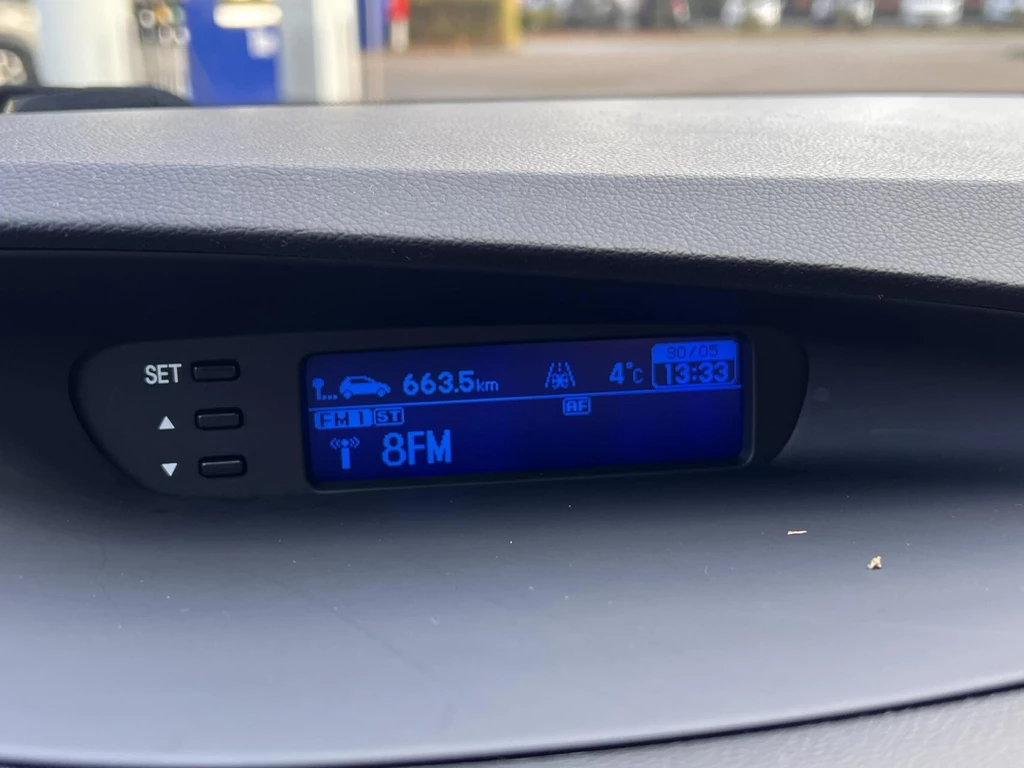 SET
663.5km
4°c
30/05
13:33
FM 1 ST
AF
8FM